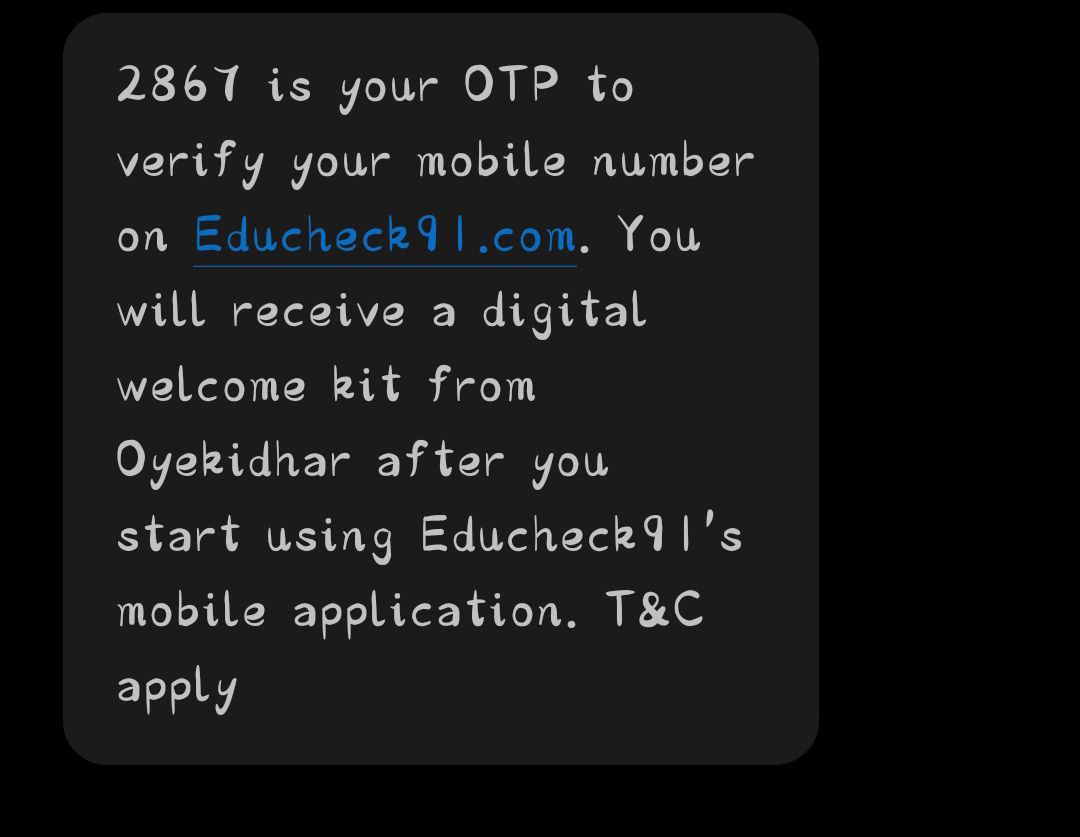 2867 is your OTP to
verify your mobile number
on Educheck91.com. You
will receive a digital
welcome kit from
Oyekidhar after you
start using Educheck91's
mobile application. T&C
apply